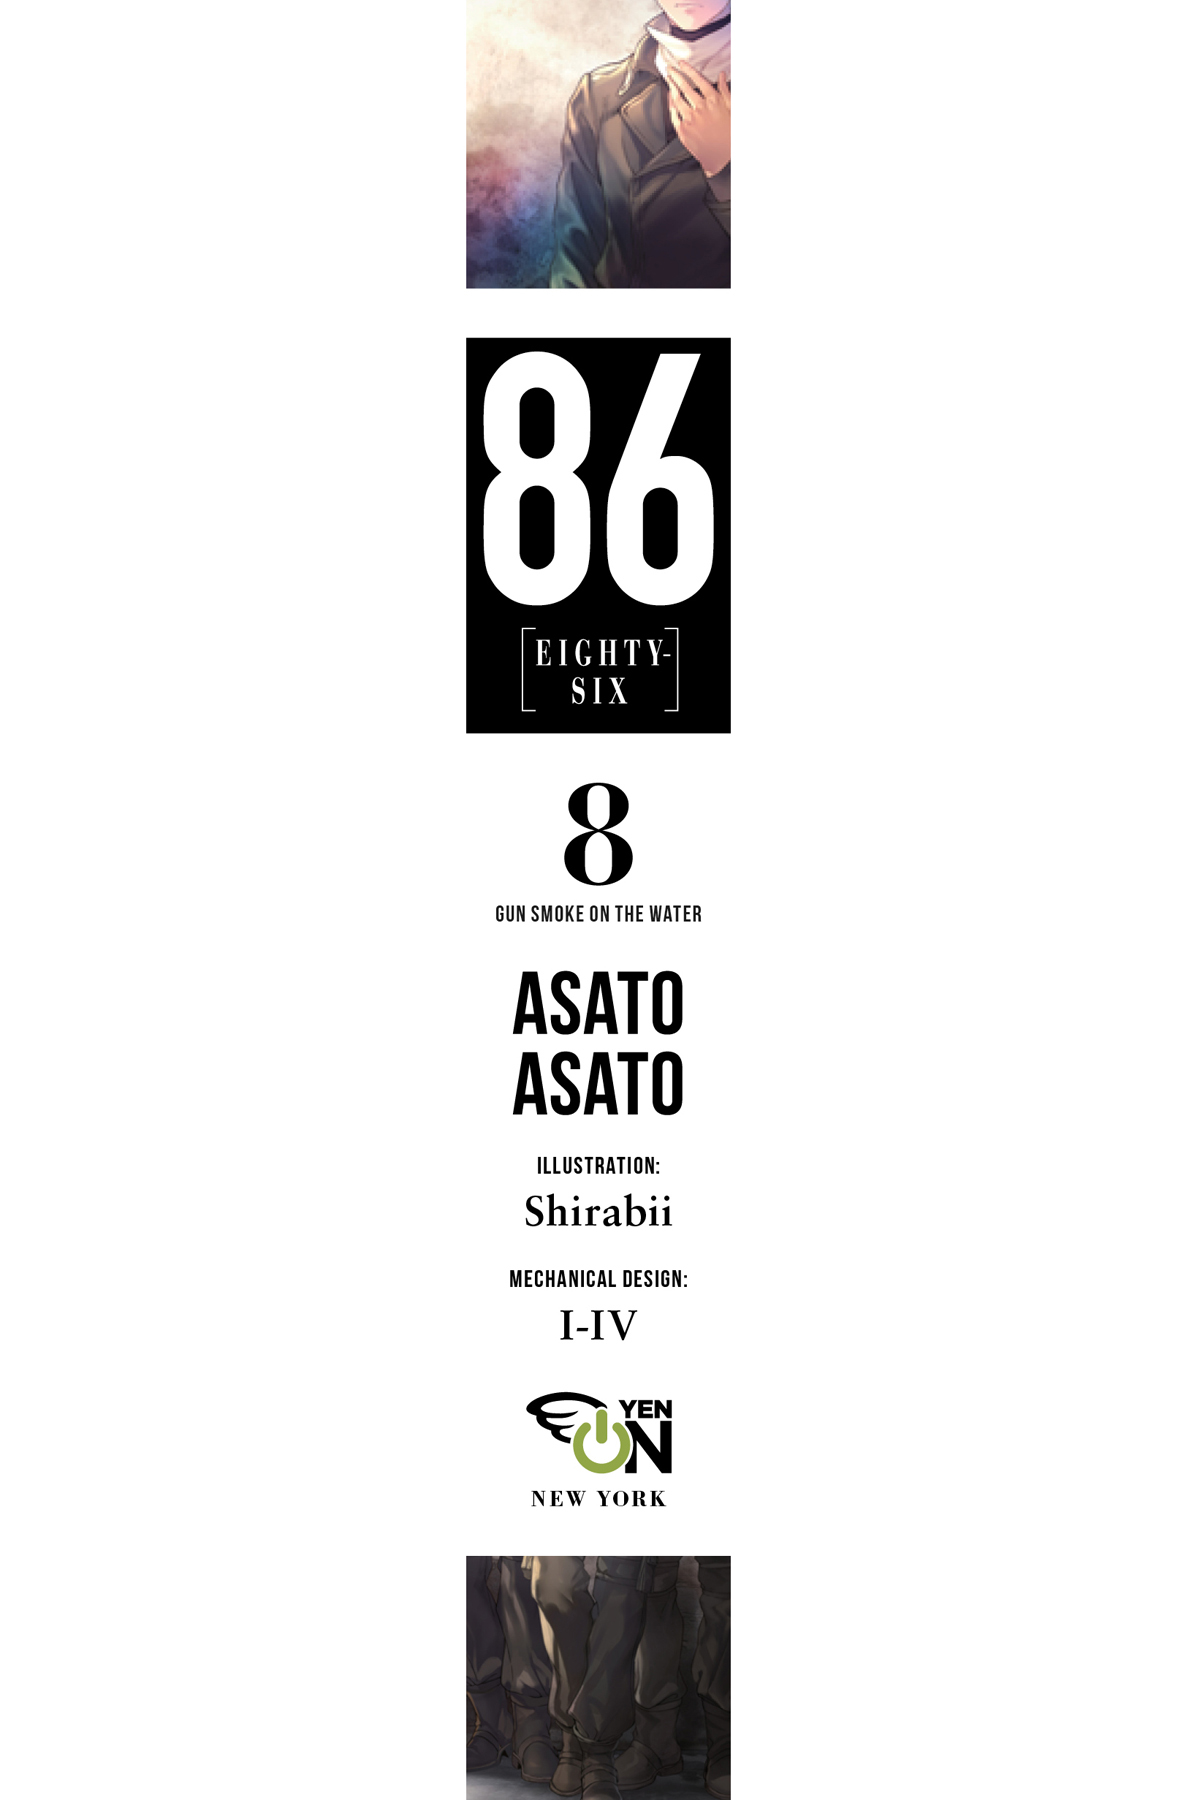 86
[EIGHTY-
SIX]
8
GUN SMOKE ON THE WATER
ASATO
ASATO
ILLUSTRATION:
Shirabii
MECHANICAL DESIGN:
I-IV
YEN
ON
NEW YORK